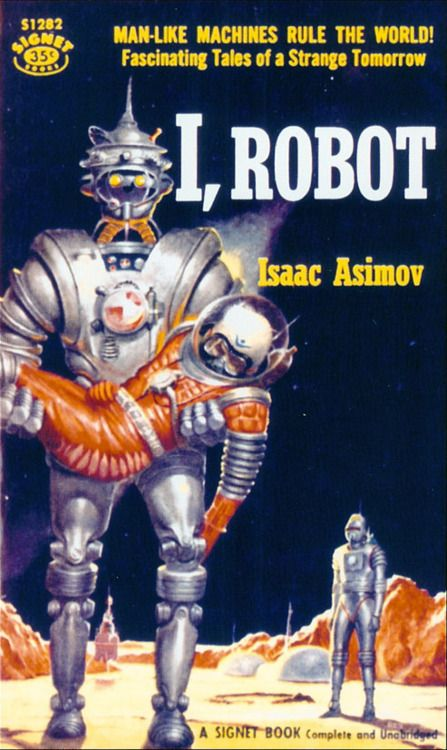 S1282
SIGNET
35¢
BOOKS
MAN-LIKE MACHINES RULE THE WORLD!
Fascinating Tales of a Strange Tomorrow
I, ROBOT
Isaac Asimov
A SIGNET BOOK Complete and Unabridged